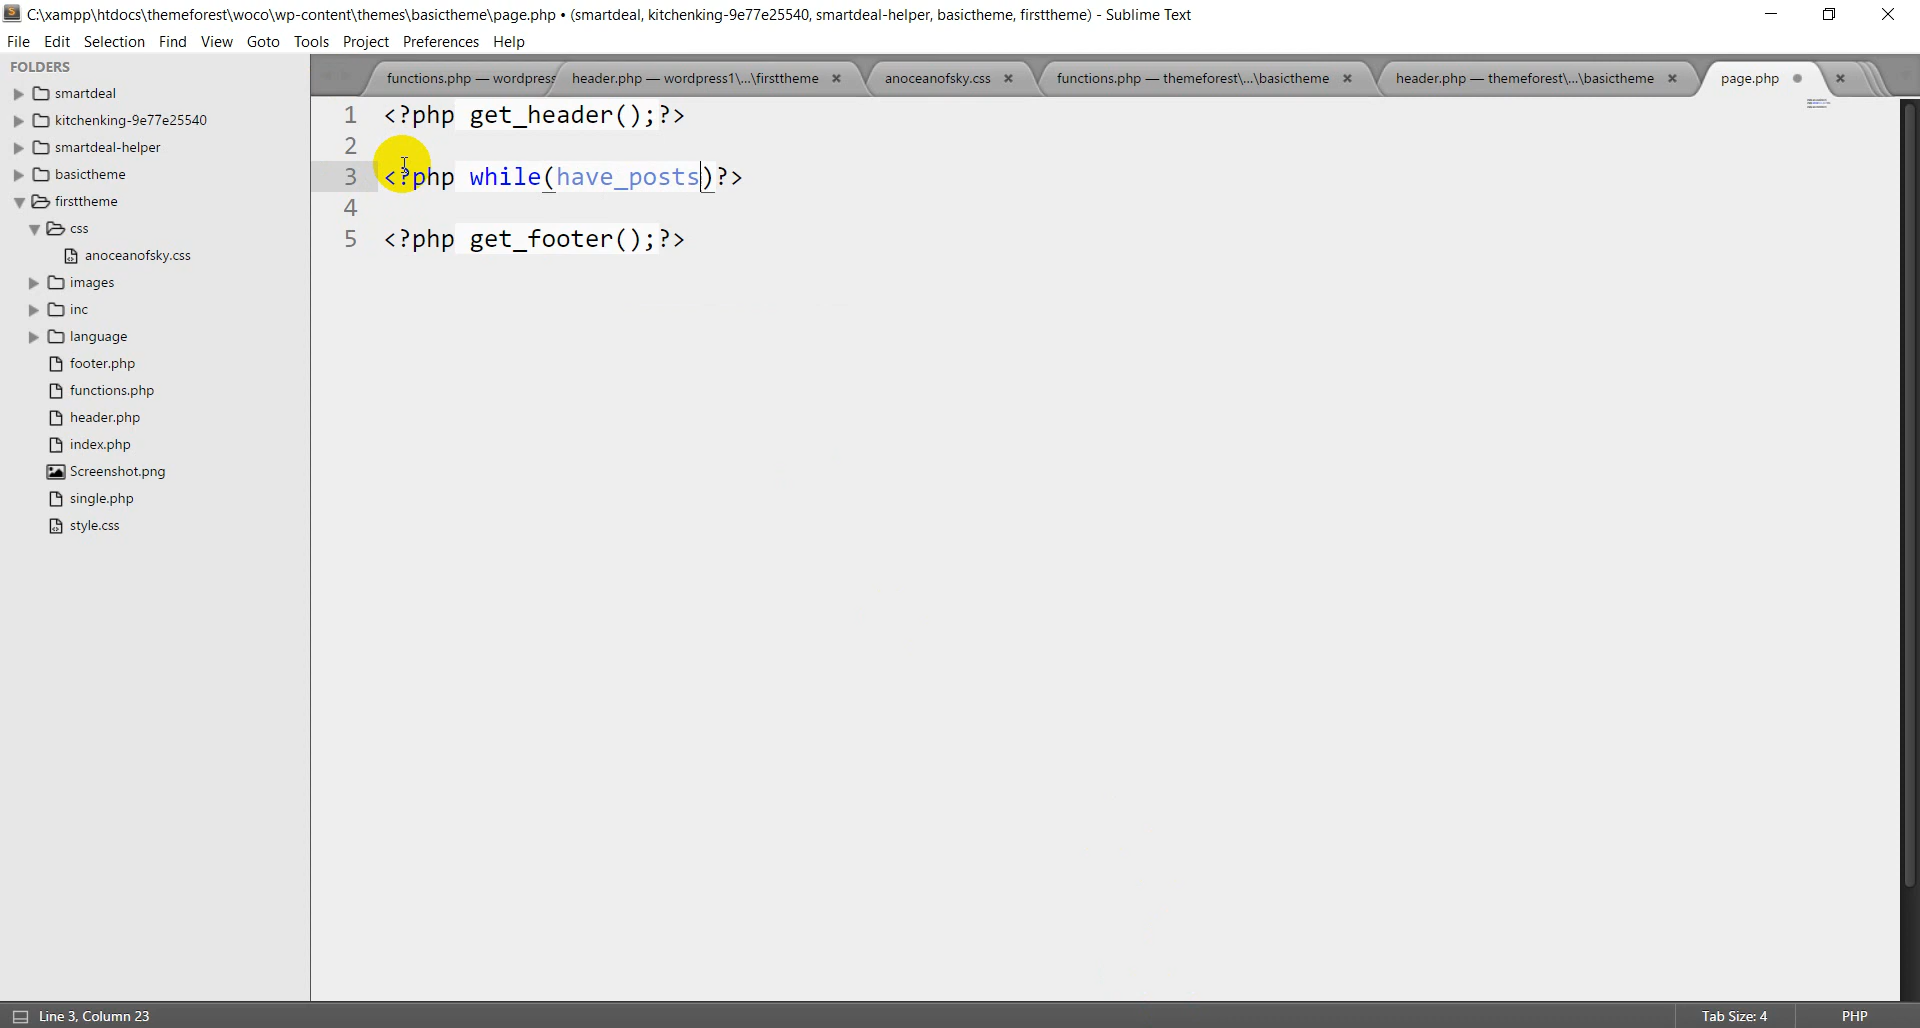 C:\xampp\htdocs\themeforest\woco\wp-content\themes\basictheme\page.php • (smartdeal, kitchenking-9e77e25540, smartdeal-helper, basictheme, firsttheme) - Sublime Text
File Edit Selection Find View Goto Tools Project Preferences Help
FOLDERS
smartdeal
kitchenking-9e77e25540
smartdeal-helper
basictheme
firsttheme
css
anoceanofsky.css
images
inc
language
footer.php
functions.php
header.php
index.php
Screenshot.png
single.php
style.css
functions.php — wordpress
header.php — wordpress1\...\firsttheme
anoceanofsky.css
functions.php — themeforest\...\basictheme
header.php — themeforest\...\basictheme
page.php
1 <?php get_header();?>
2
3 <?php while(have_posts)?>
4
5 <?php get_footer();?>
Line 3, Column 23
Tab Size: 4
PHP